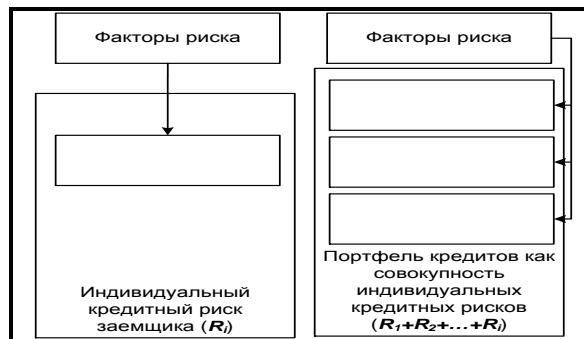 Факторы риска
Индивидуальный
кредитный риск
заемщика (Ri)
Факторы риска
Портфель кредитов как
совокупность
индивидуальных
кредитных рисков
(R1+R2+...+Ri)